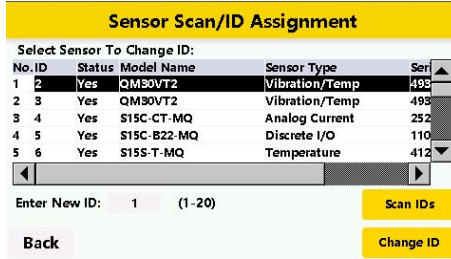 Sensor Scan/ID Assignment
Select Sensor To Change ID:
No. ID Status Model Name Sensor Type Seri
1 2 Yes QM30VT2 Vibration/Temp 493
2 3 Yes QM30VT2 Vibration/Temp 493
3 4 Yes S15C-CT-MQ Analog Current 252
4 5 Yes S15C-B22-MQ Discrete I/O 110
5 6 Yes S15S-T-MQ Temperature 412
Enter New ID: 1 (1-20) Scan IDs
Back Change ID